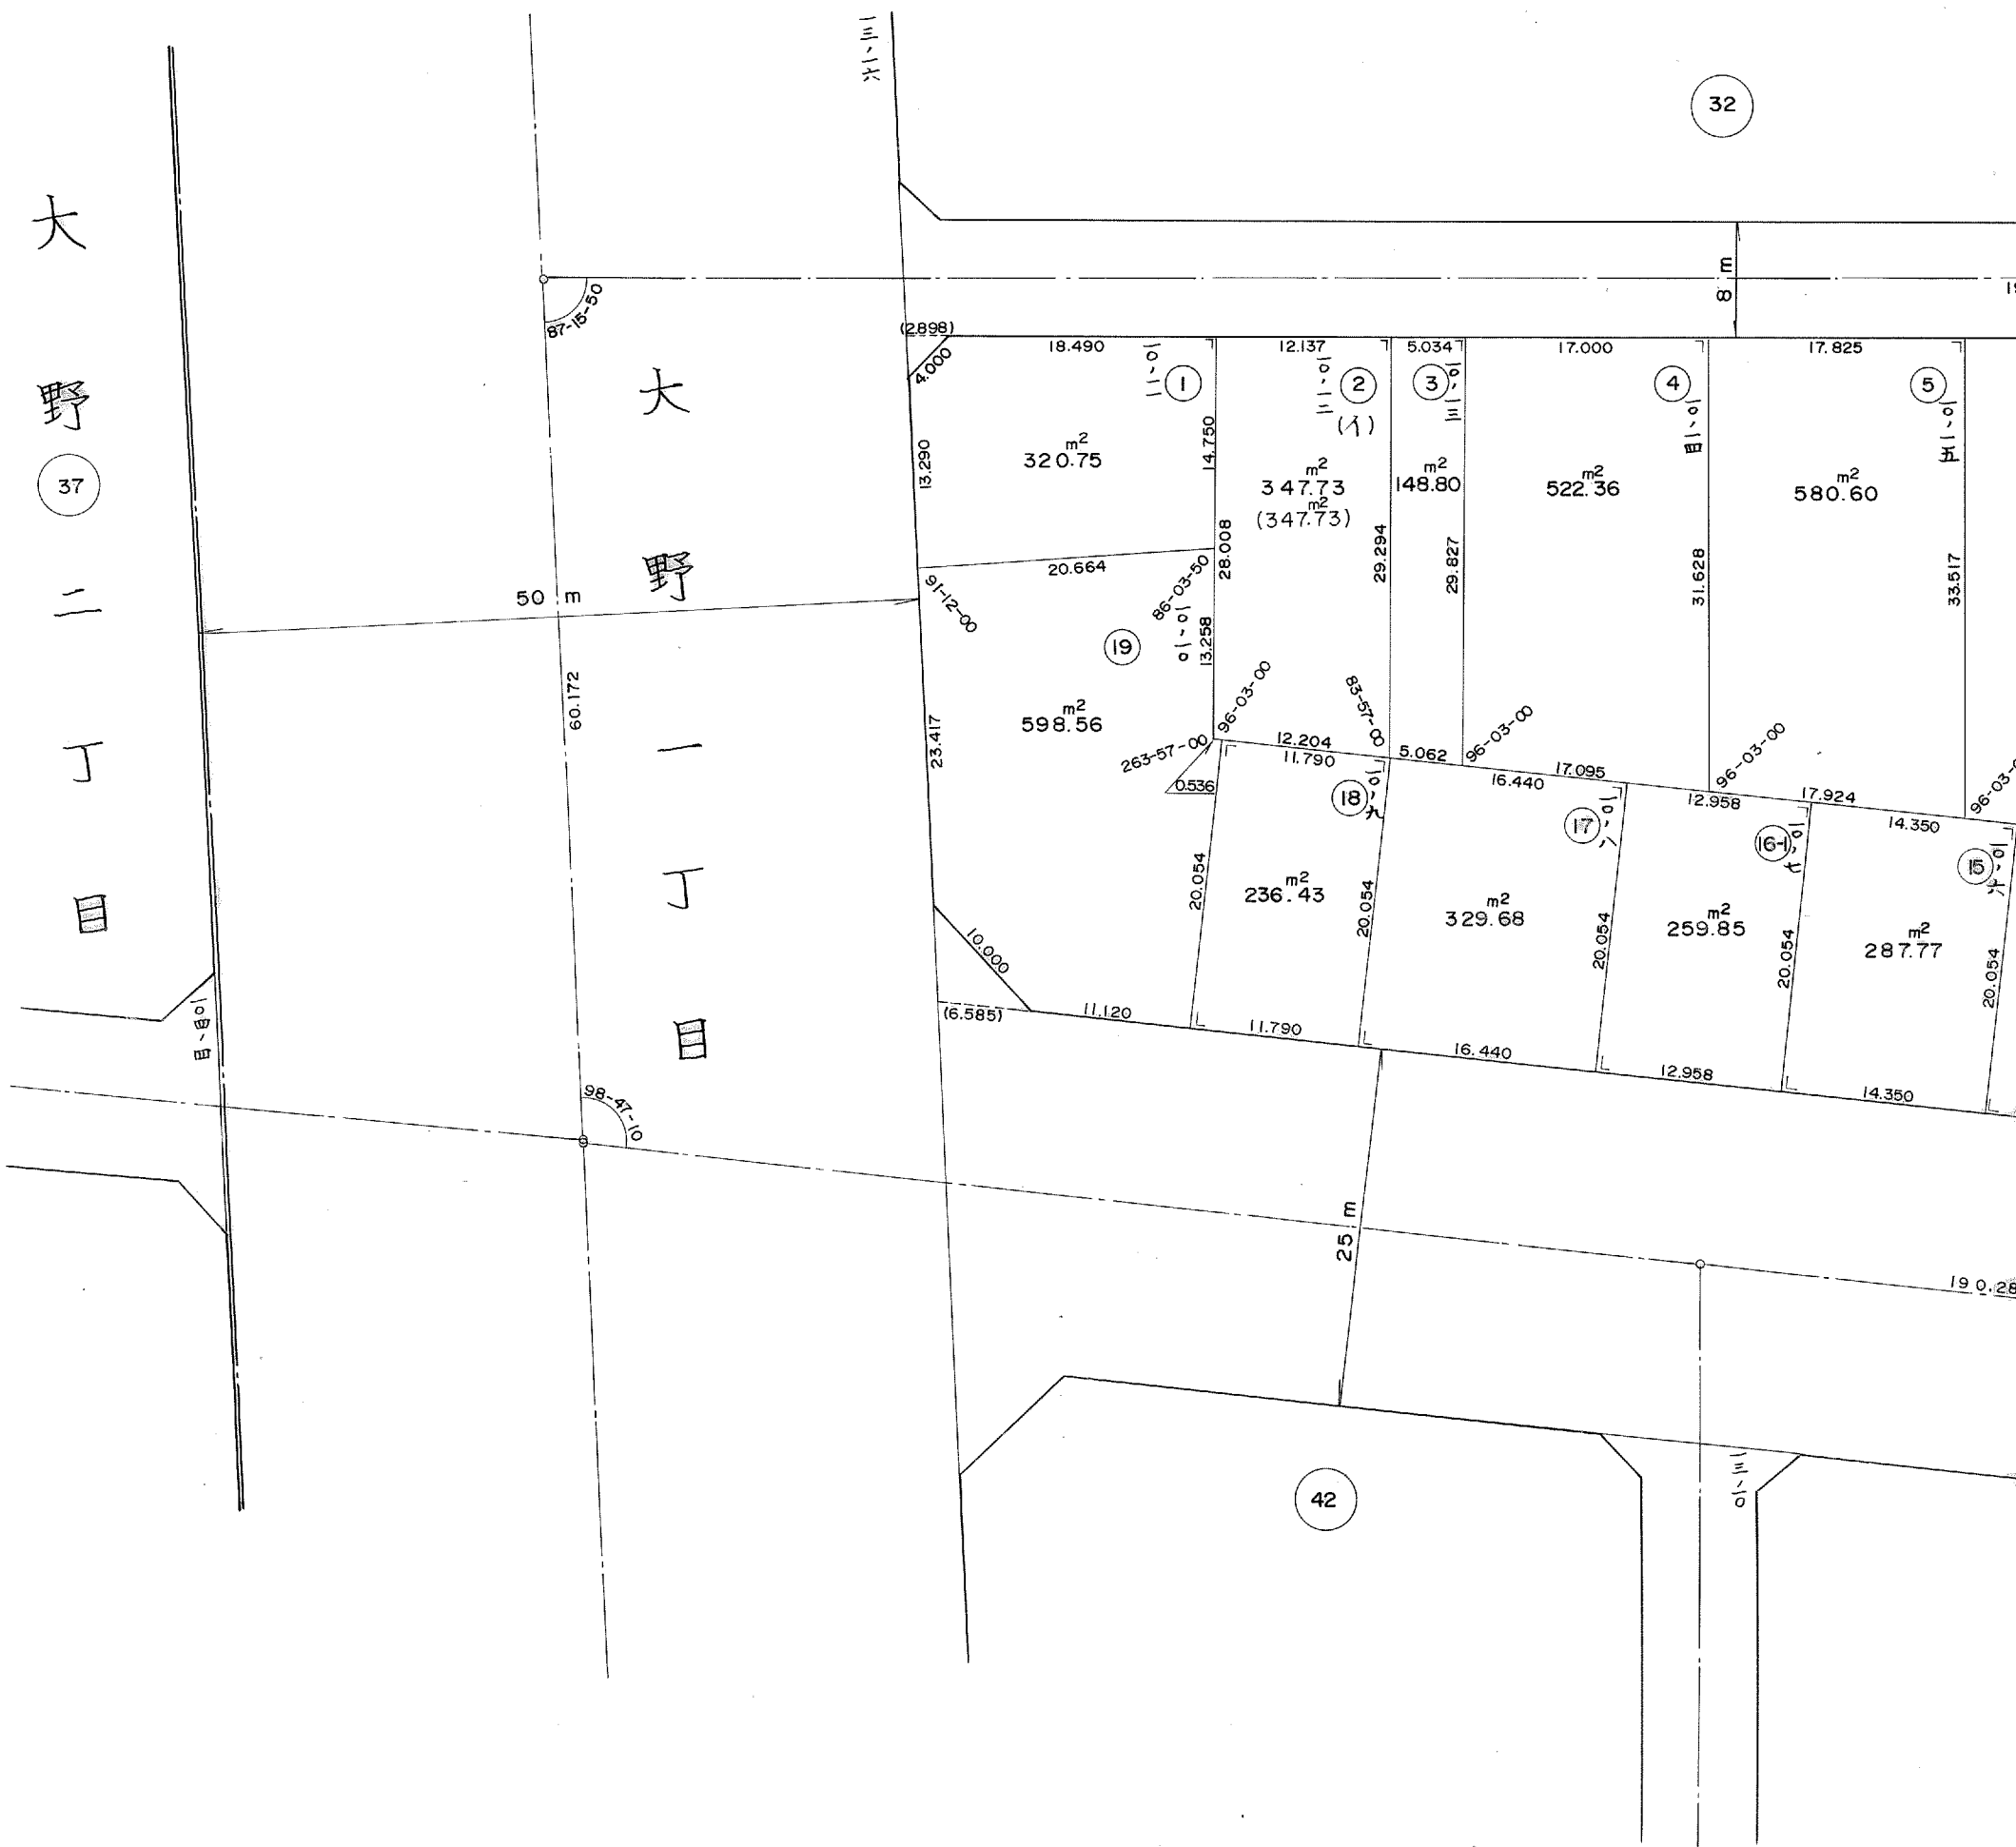 32
37
42
大野二丁目
大野一丁目
一三、一六
87-15-50
8 m
(2.898)
4.000
18.490
12.137
5.034
17.000
17.825
一〇、一一
①
一〇、一二
②
(イ)
③
一〇、一三
④
一〇、一四
⑤
一〇、一五
13.290
m²
320.75
14.750
m²
347.73
m²
(347.73)
m²
148.80
m²
522.36
m²
580.60
28.008
29.294
29.827
31.628
33.517
20.664
91-12-00
86-03-50
50 m
60.172
⑲
一〇、一〇
13.258
m²
598.56
23.417
263-57-00
96-03-00
83-57-00
96-03-00
96-03-00
0.536
12.204
11.790
5.062
17.095
16.440
12.958
17.924
14.350
⑱
一〇、九
⑰
一〇、八
16-1
一〇、七
⑮
一〇、六
20.054
m²
236.43
20.054
m²
329.68
20.054
m²
259.85
20.054
m²
287.77
20.054
10.000
(6.585)
11.120
11.790
16.440
12.958
14.350
一〇四、四
98-47-10
25 m
190.28
一三、一〇